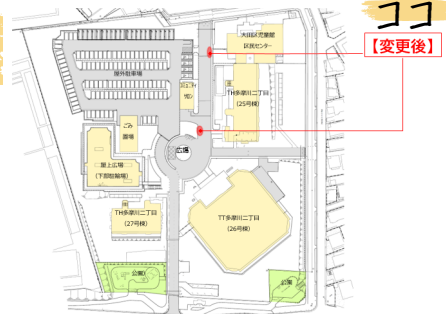 ココ
【変更後】
大田区児童館
区民センター
屋外駐車場
TH多摩川二丁目
(25号棟)
ごみ
置場
広場
屋上広場
(下部駐輪場)
TH多摩川二丁目
(27号棟)
TT多摩川二丁目
(26号棟)
公園
公園